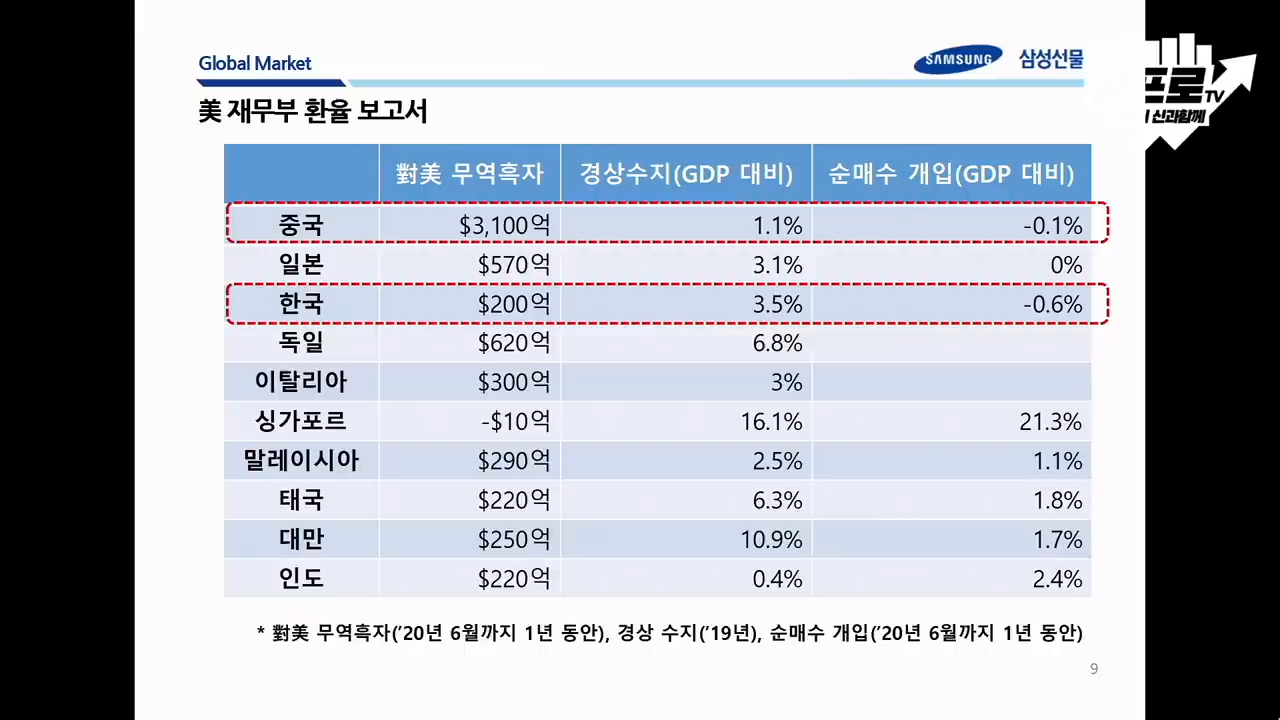 Global Market
SAMSUNG 삼성선물
프로TV
신과함께
美 재무부 환율 보고서
對美 무역흑자 경상수지(GDP 대비) 순매수 개입(GDP 대비)
중국 $3,100억 1.1% -0.1%
일본 $570억 3.1% 0%
한국 $200억 3.5% -0.6%
독일 $620억 6.8%
이탈리아 $300억 3%
싱가포르 -$10억 16.1% 21.3%
말레이시아 $290억 2.5% 1.1%
태국 $220억 6.3% 1.8%
대만 $250억 10.9% 1.7%
인도 $220억 0.4% 2.4%
* 對美 무역흑자(’20년 6월까지 1년 동안), 경상 수지(’19년), 순매수 개입(’20년 6월까지 1년 동안)
9